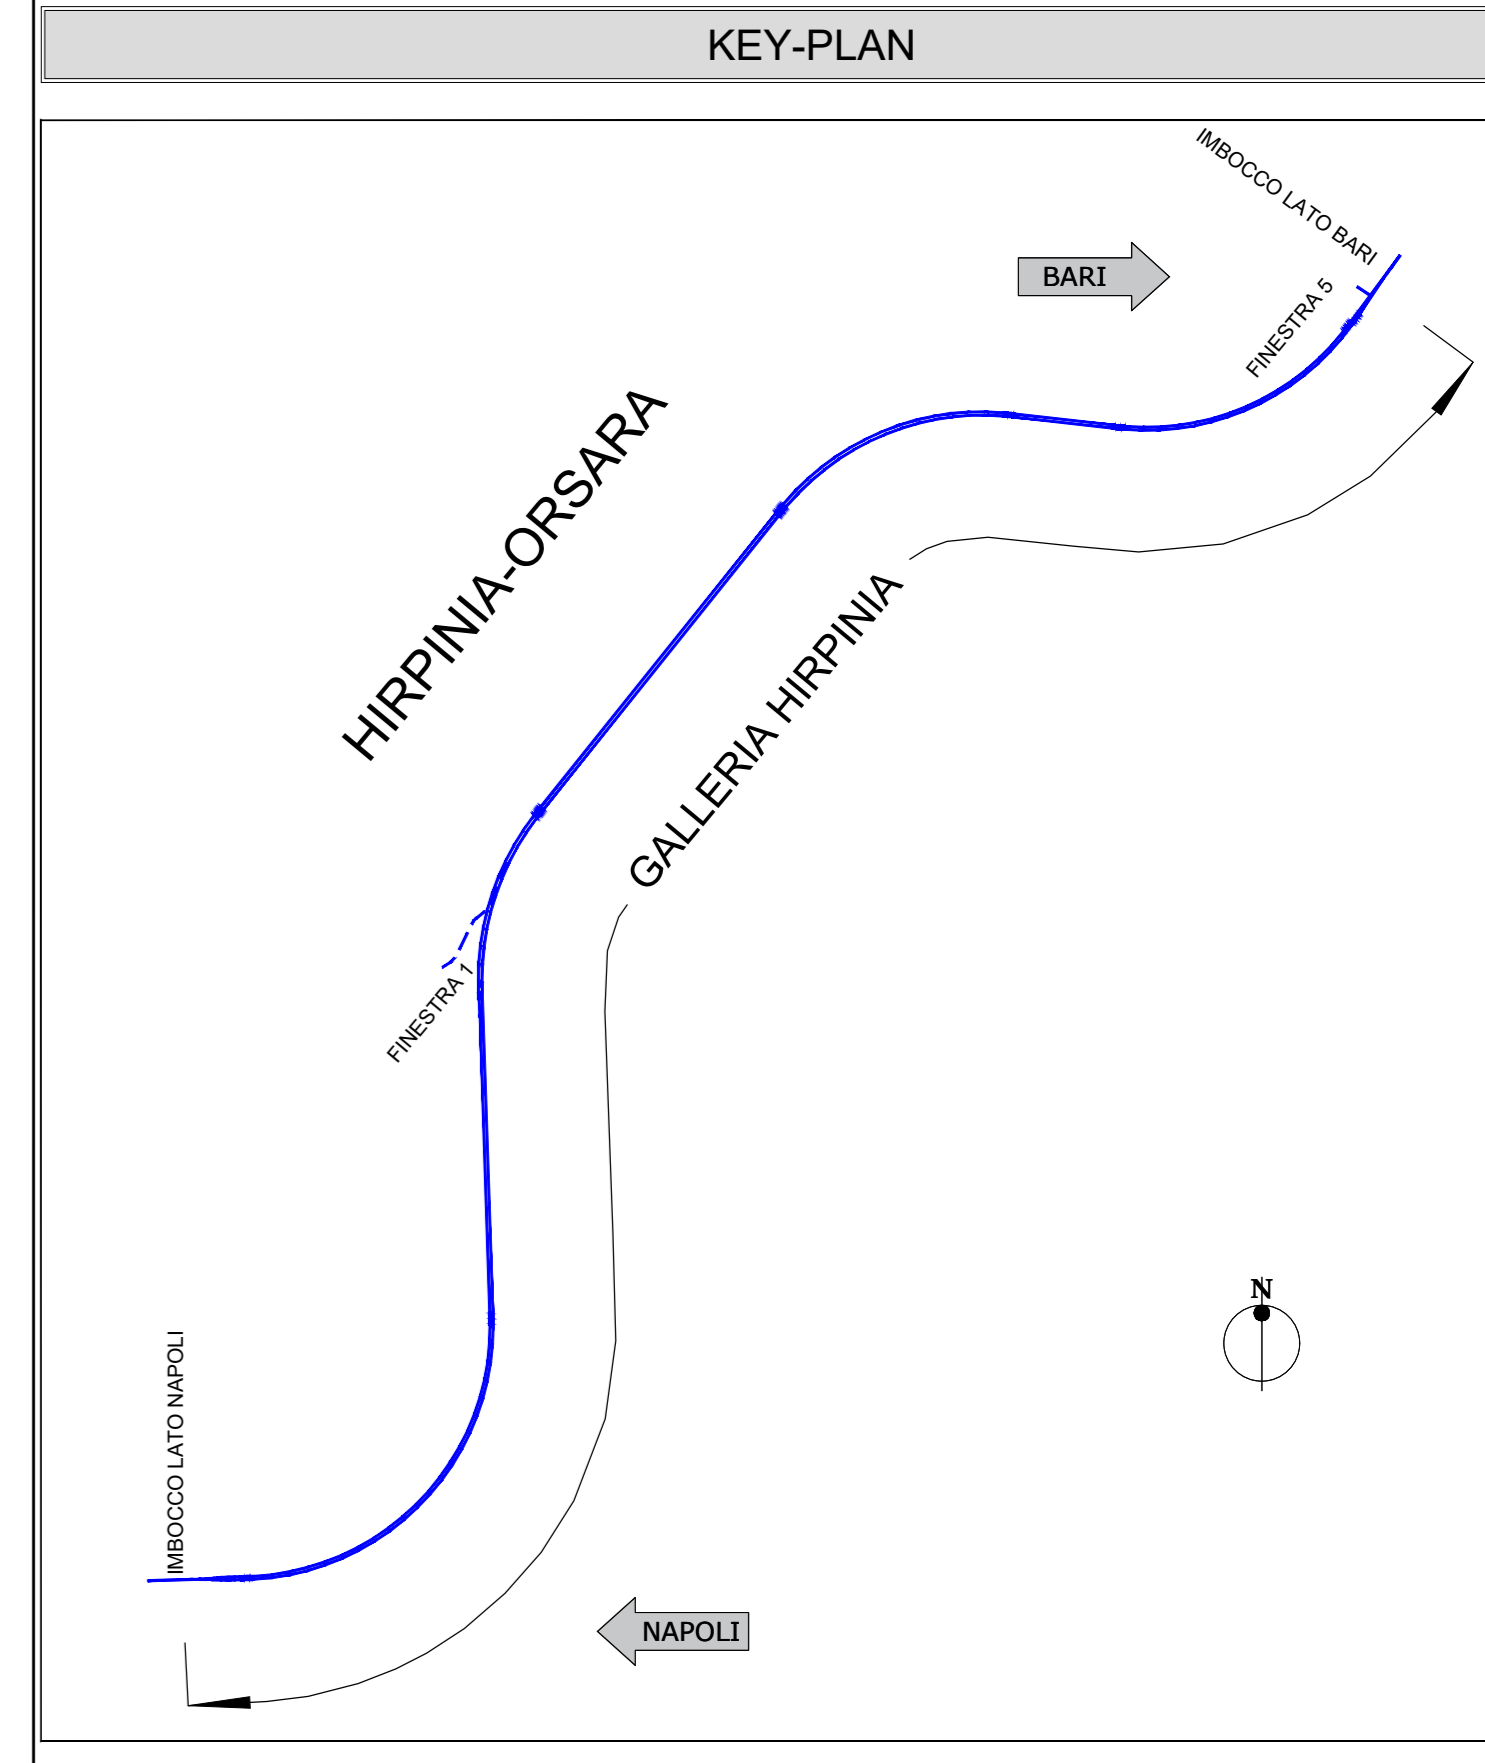 KEY-PLAN
IMBOCCO LATO BARI
BARI
FINESTRA 5
HIRPINIA-ORSARA
GALLERIA HIRPINIA
FINESTRA 1
N
IMBOCCO LATO NAPOLI
NAPOLI